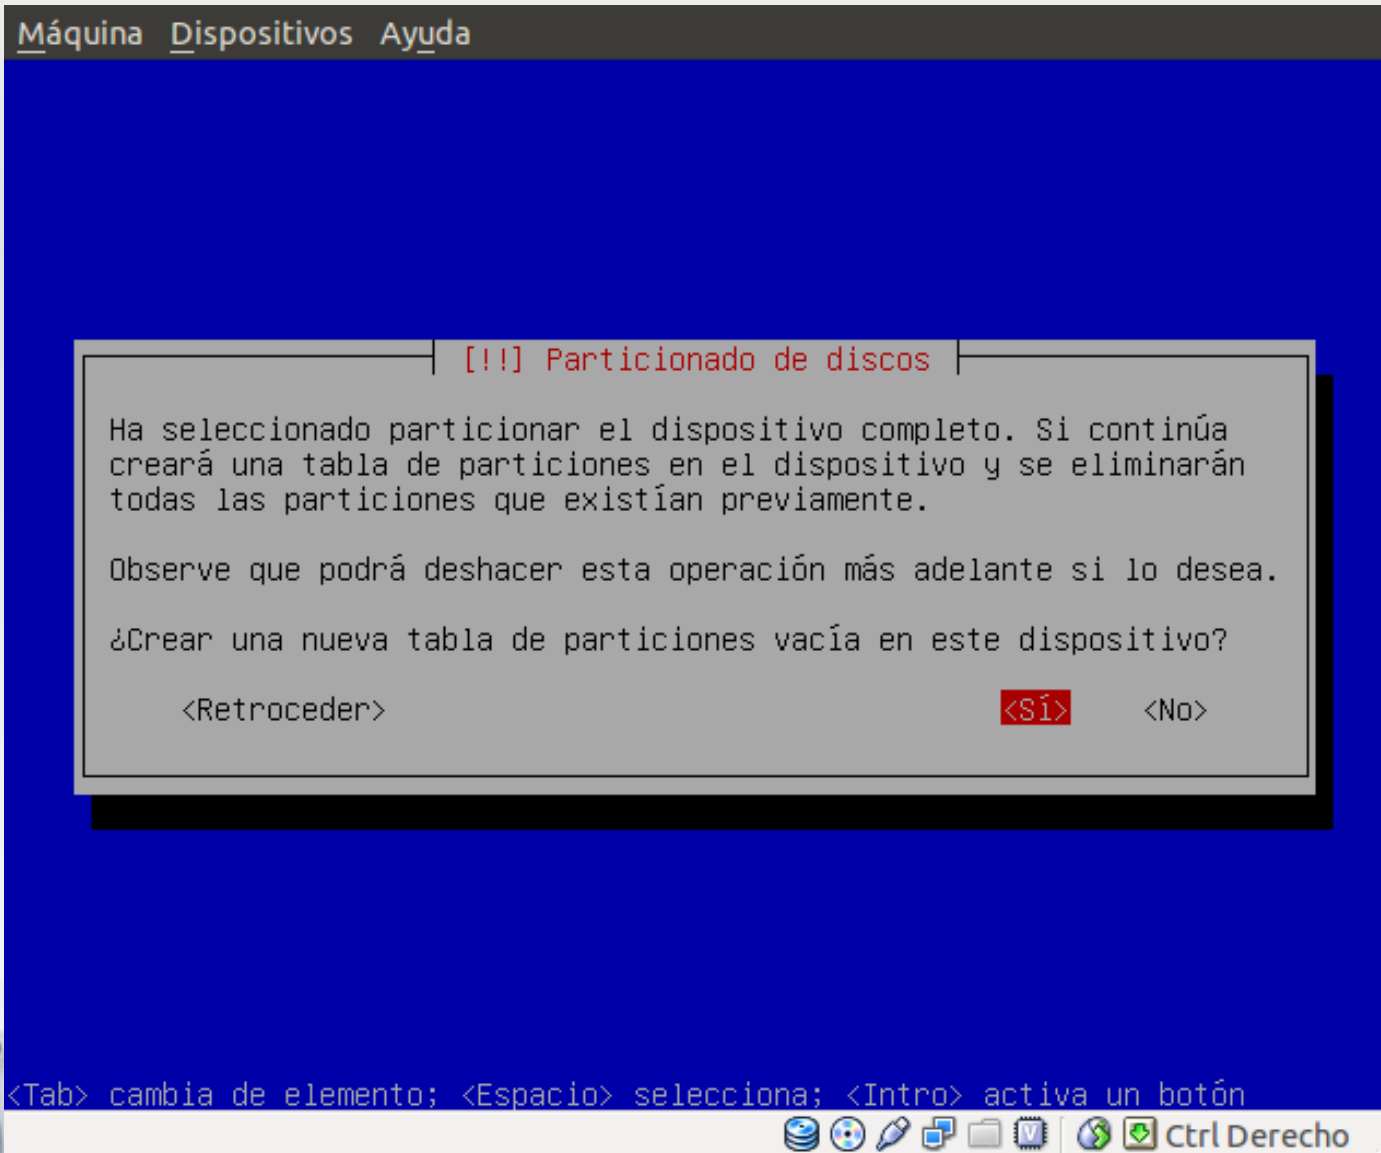 Máquina Dispositivos Ayuda
[!!] Particionado de discos
Ha seleccionado particionar el dispositivo completo. Si continúa
creará una tabla de particiones en el dispositivo y se eliminarán
todas las particiones que existían previamente.
Observe que podrá deshacer esta operación más adelante si lo desea.
¿Crear una nueva tabla de particiones vacía en este dispositivo?
<Retroceder> <Sí> <No>
<Tab> cambia de elemento; <Espacio> selecciona; <Intro> activa un botón
Ctrl Derecho